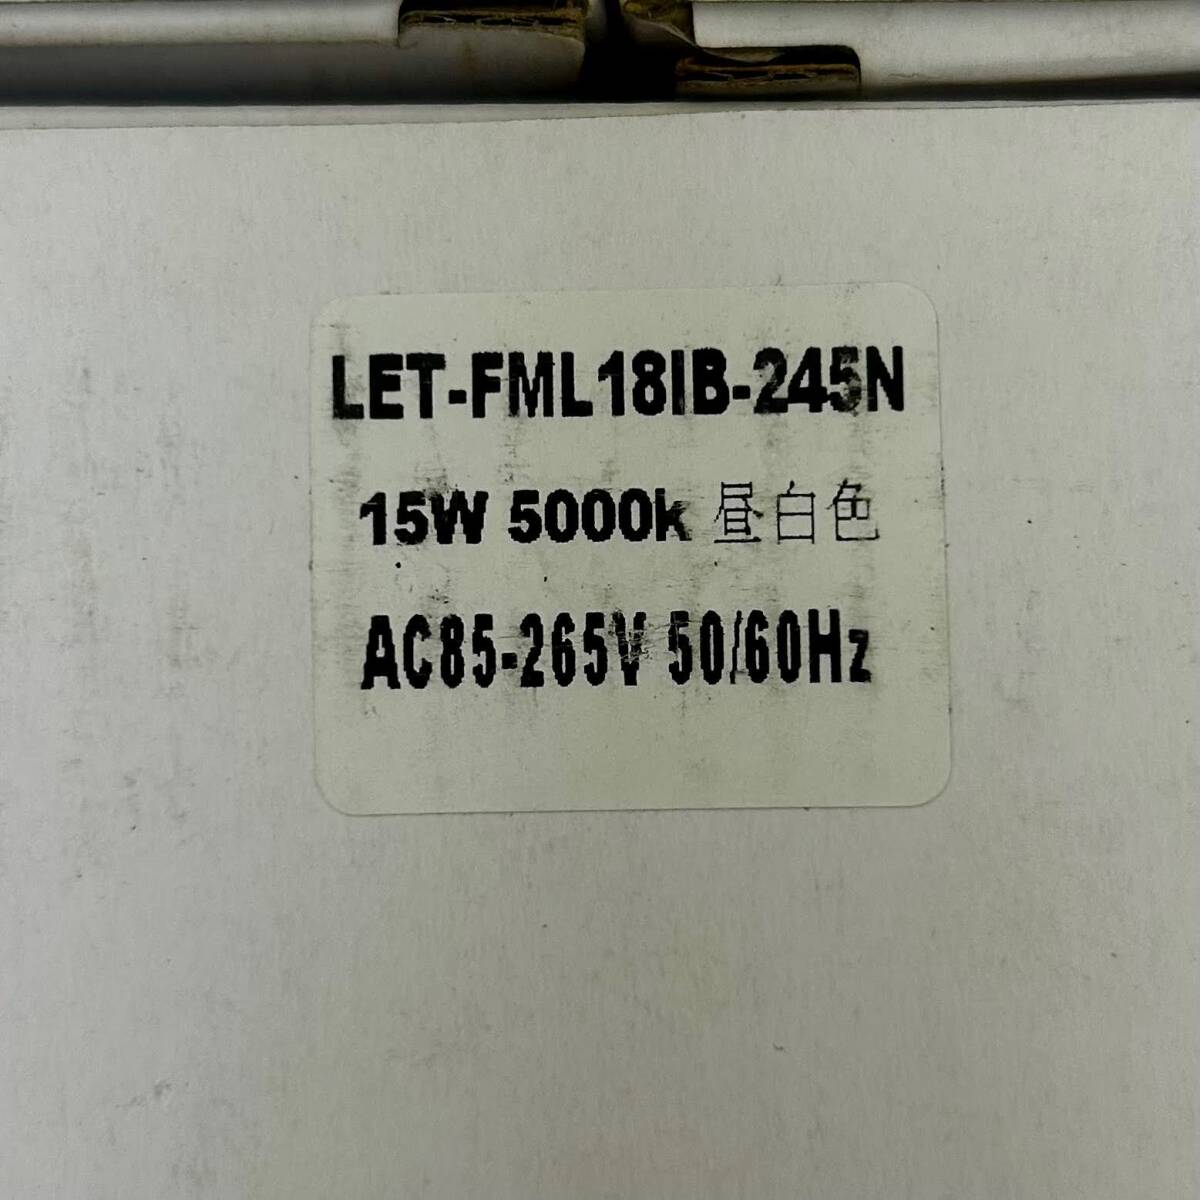 LET-FML18IB-245N
15W 5000k 昼白色
AC85-265V 50/60Hz